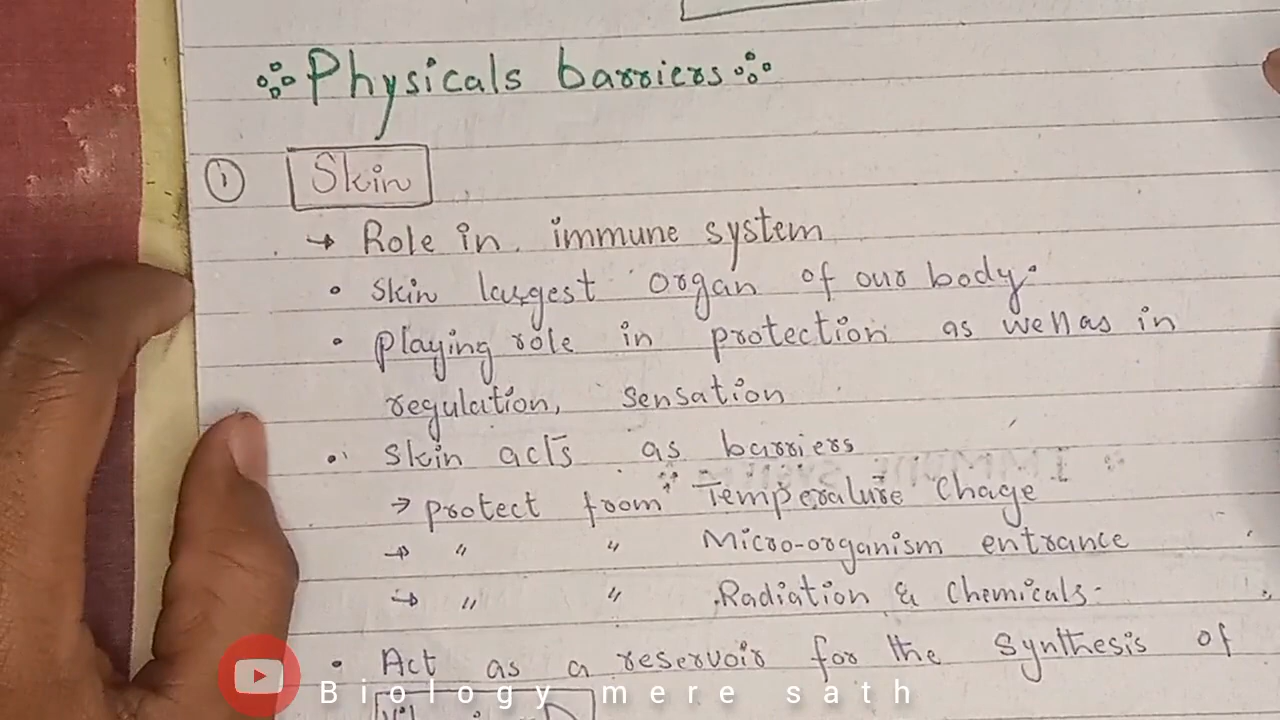 Physicals barriers
① Skin
→ Role in immune system
• Skin largest organ of our body.
• playing role in protection as well as in
regulation, sensation
• Skin acts as barriers
→ protect from Temperature Chage
→ " " Micro-organism entrance
→ " " Radiation & Chemicals-
• Act as a reservoir for the Synthesis of
Biology mere sath